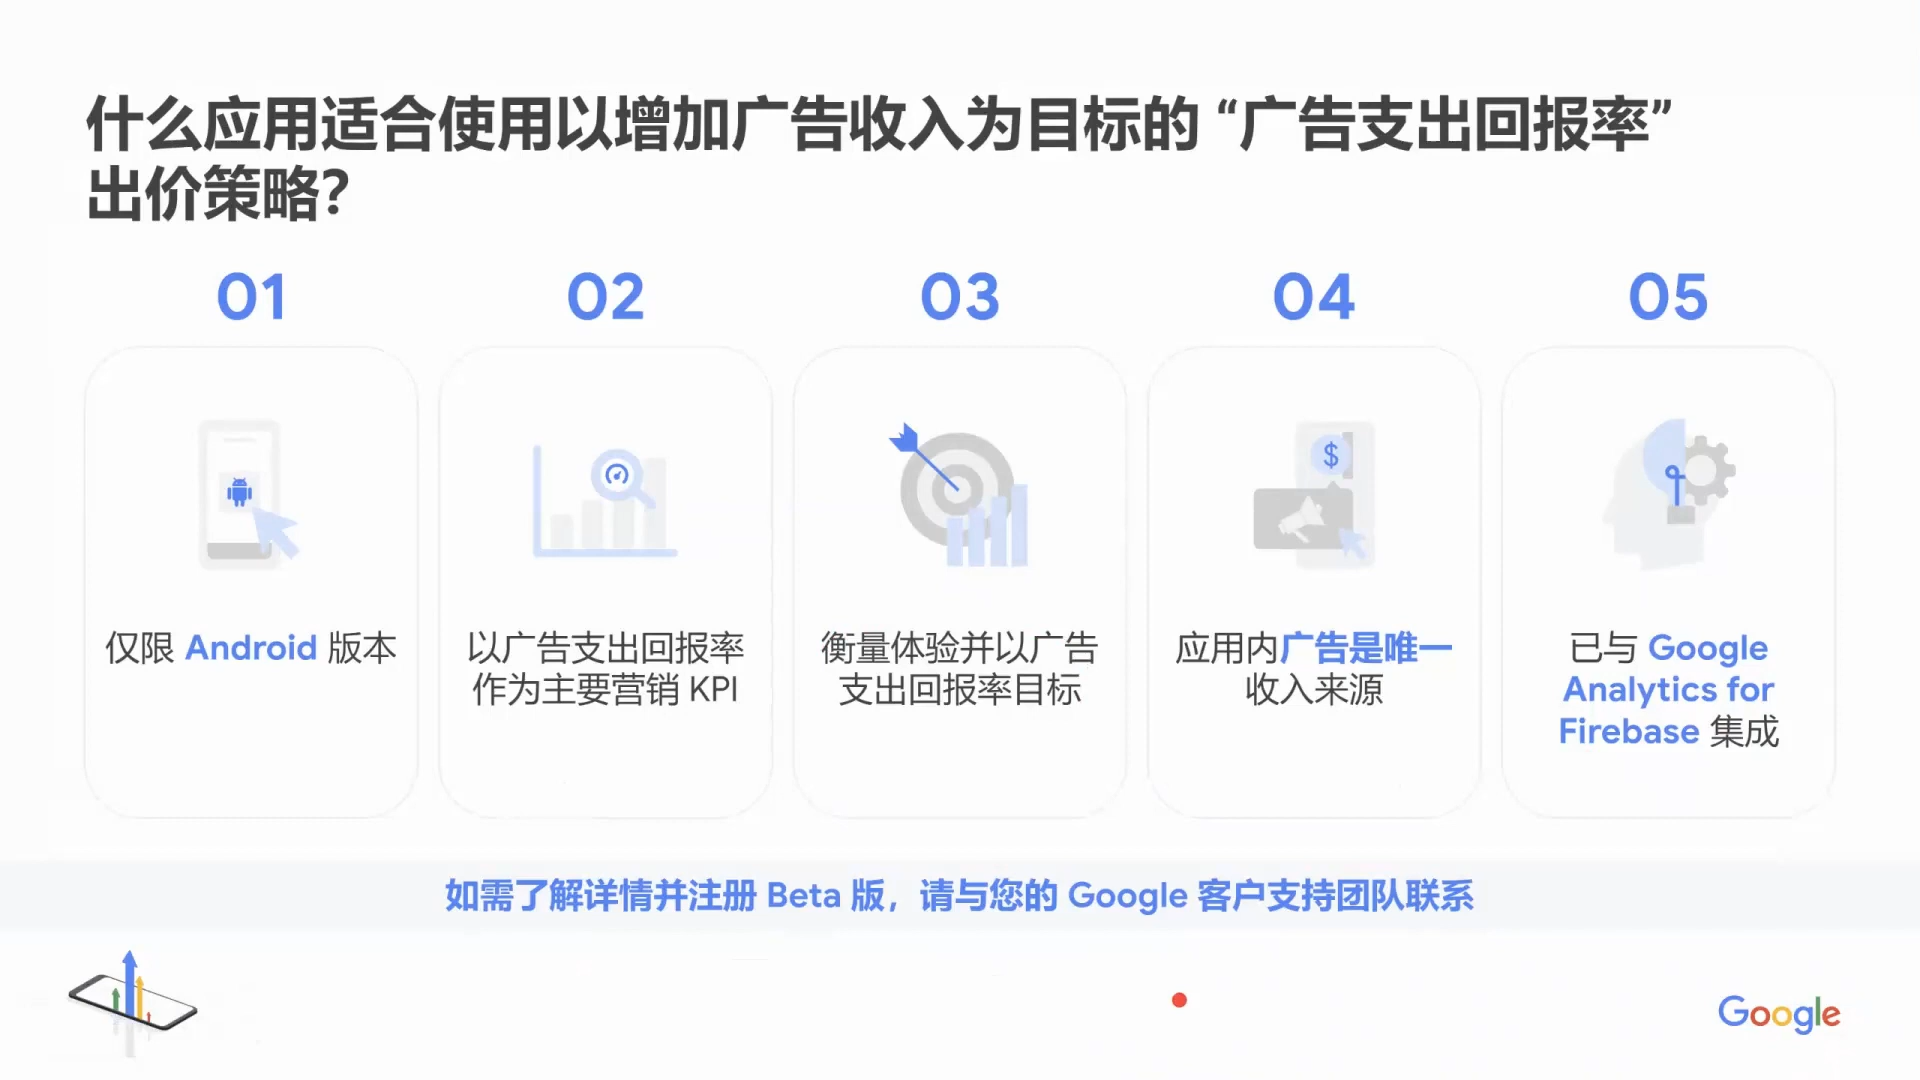 什么应用适合使用以增加广告收入为目标的 “广告支出回报率”
出价策略？
01
02
03
04
05
仅限 Android 版本
以广告支出回报率
作为主要营销 KPI
衡量体验并以广告
支出回报率目标
应用内广告是唯一
收入来源
已与 Google
Analytics for
Firebase 集成
如需了解详情并注册 Beta 版，请与您的 Google 客户支持团队联系
Google